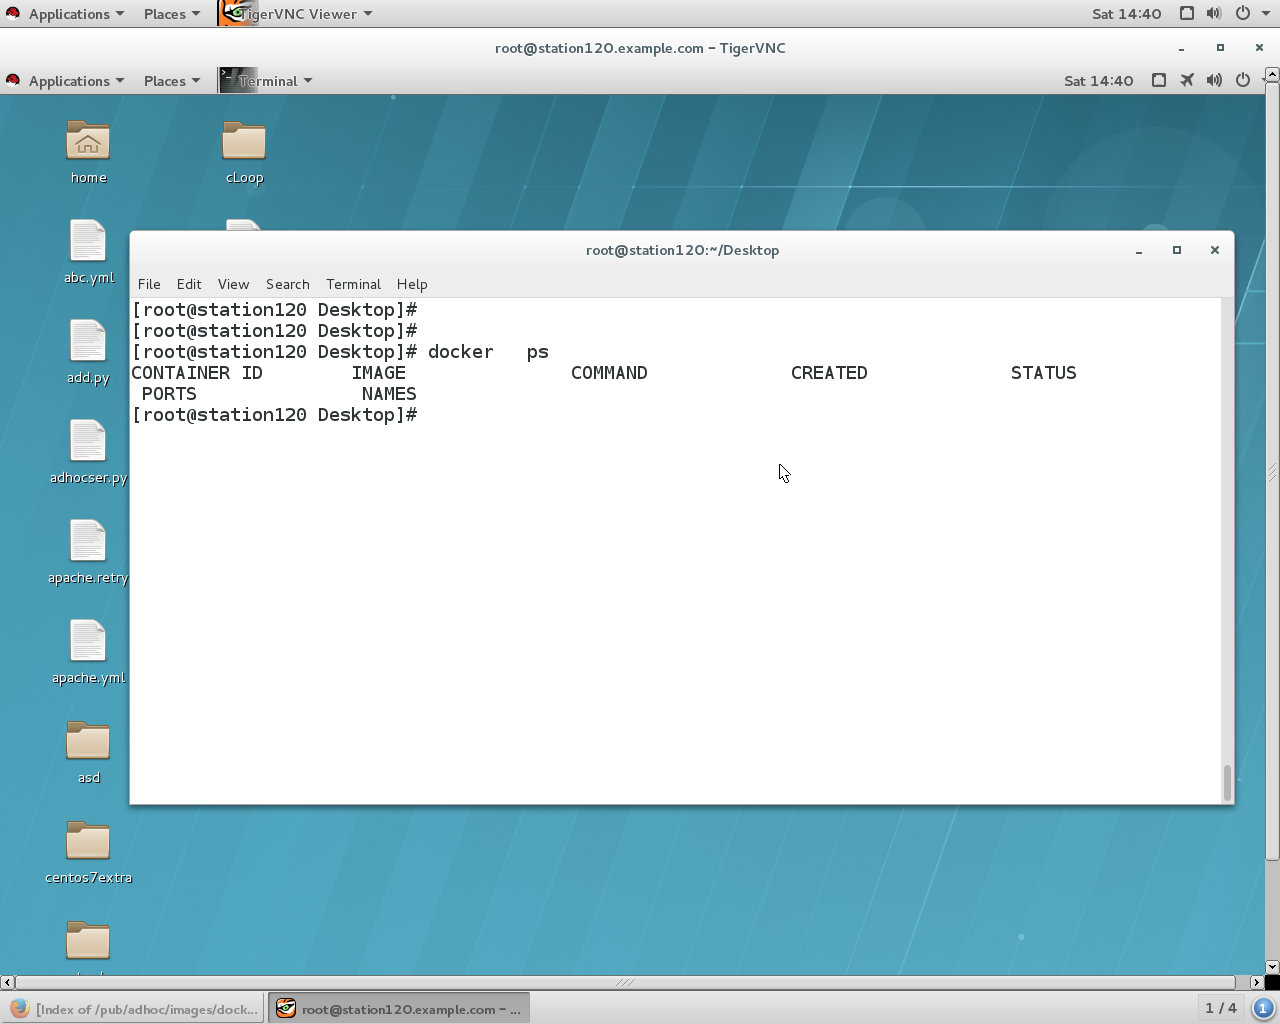 Applications Places TigerVNC Viewer Sat 14:40
root@station120.example.com - TigerVNC
Applications Places Terminal Sat 14:40
home
cLoop
abc.yml
add.py
adhocser.py
apache.retry
apache.yml
asd
centos7extra
root@station120:~/Desktop
File Edit View Search Terminal Help
[root@station120 Desktop]#
[root@station120 Desktop]#
[root@station120 Desktop]# docker   ps
CONTAINER ID        IMAGE               COMMAND             CREATED             STATUS
 PORTS               NAMES
[root@station120 Desktop]#
[Index of /pub/adhoc/images/dock... root@station120.example.com - ... 1 / 4 1